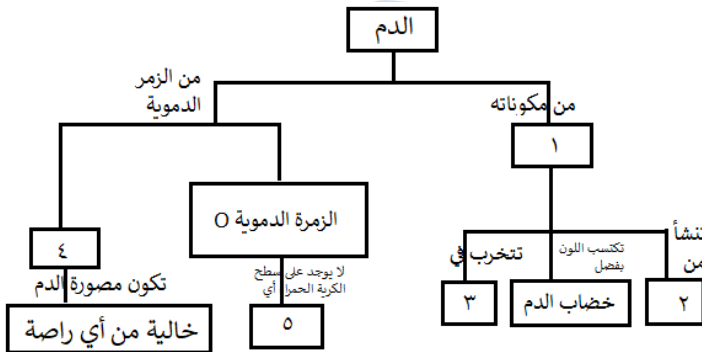 الدم
من الزمر
الدموية
من مكوناته
١
الزمرة الدموية O
٤
تنشأ
من
تكتسب اللون
بفضل
تتخرب في
لا يوجد على سطح
الكرية الحمراء أي
تكون مصورة الدم
٢
خضاب الدم
٣
٥
خالية من أي راصة